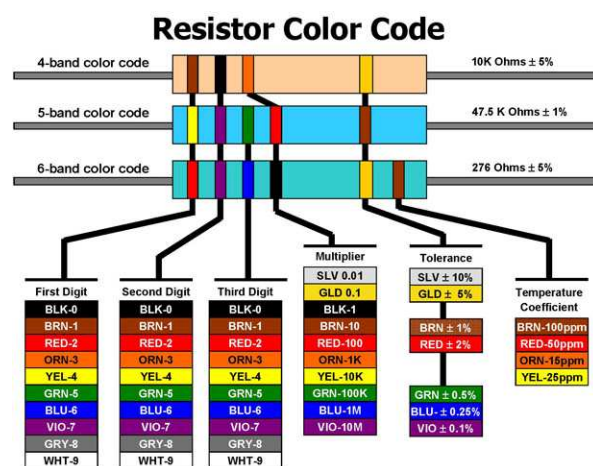 Resistor Color Code
4-band color code
10K Ohms ± 5%
5-band color code
47.5 K Ohms ± 1%
6-band color code
276 Ohms ± 5%
First Digit
BLK-0
BRN-1
RED-2
ORN-3
YEL-4
GRN-5
BLU-6
VIO-7
GRY-8
WHT-9
Second Digit
BLK-0
BRN-1
RED-2
ORN-3
YEL-4
GRN-5
BLU-6
VIO-7
GRY-8
WHT-9
Third Digit
BLK-0
BRN-1
RED-2
ORN-3
YEL-4
GRN-5
BLU-6
VIO-7
GRY-8
WHT-9
Multiplier
SLV 0.01
GLD 0.1
BLK-1
BRN-10
RED-100
ORN-1K
YEL-10K
GRN-100K
BLU-1M
VIO-10M
Tolerance
SLV ± 10%
GLD ± 5%
BRN ± 1%
RED ± 2%
GRN ± 0.5%
BLU- ± 0.25%
VIO ± 0.1%
Temperature
Coefficient
BRN-100ppm
RED-50ppm
ORN-15ppm
YEL-25ppm